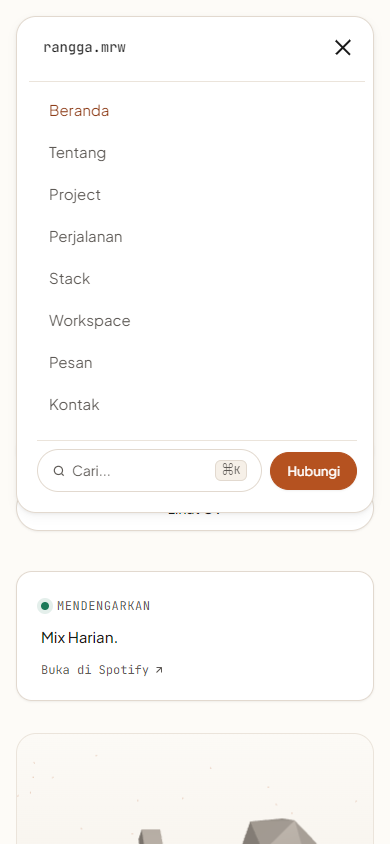 rangga.mrw
Beranda
Tentang
Project
Perjalanan
Stack
Workspace
Pesan
Kontak
Cari...
⌘K
Hubungi
MENDENGARKAN
Mix Harian.
Buka di Spotify ↗